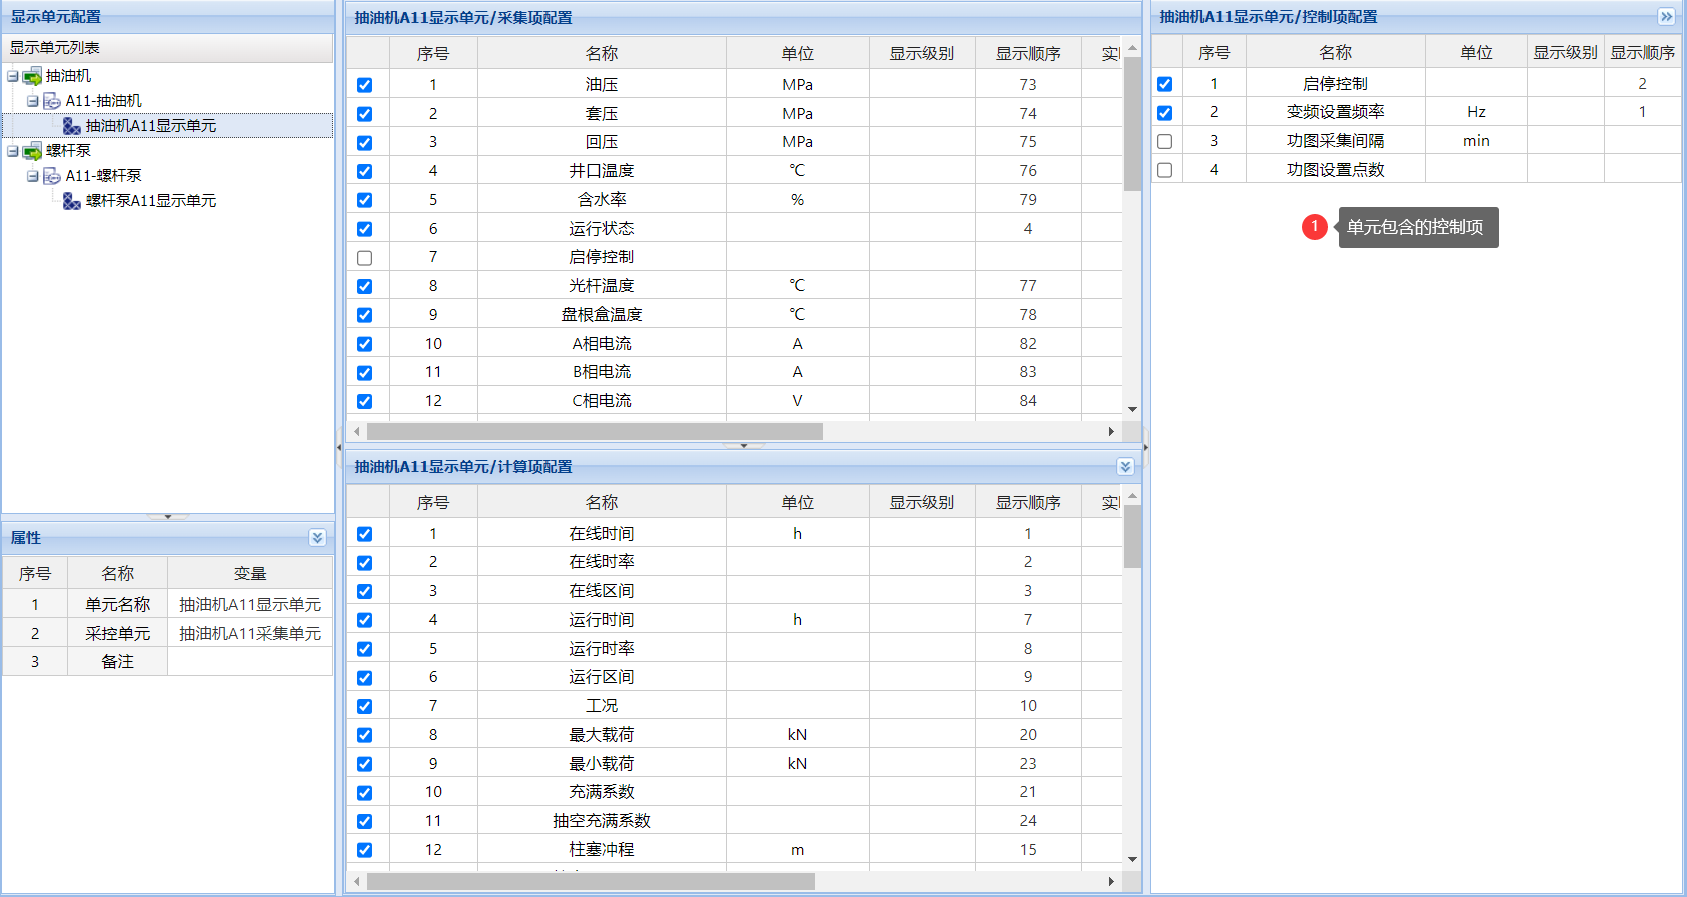 显示单元配置
显示单元列表
抽油机
A11-抽油机
抽油机A11显示单元
螺杆泵
A11-螺杆泵
螺杆泵A11显示单元
属性
序号 名称 变量
1 单元名称 抽油机A11显示单元
2 采控单元 抽油机A11采集单元
3 备注
抽油机A11显示单元/采集项配置
序号 名称 单位 显示级别 显示顺序
1 油压 MPa 73
2 套压 MPa 74
3 回压 MPa 75
4 井口温度 ℃ 76
5 含水率 % 79
6 运行状态 4
7 启停控制
8 光杆温度 ℃ 77
9 盘根盒温度 ℃ 78
10 A相电流 A 82
11 B相电流 A 83
12 C相电流 V 84
抽油机A11显示单元/计算项配置
序号 名称 单位 显示级别 显示顺序
1 在线时间 h 1
2 在线时率 2
3 在线区间 3
4 运行时间 h 7
5 运行时率 8
6 运行区间 9
7 工况 10
8 最大载荷 kN 20
9 最小载荷 kN 23
10 充满系数 21
11 抽空充满系数 24
12 柱塞冲程 m 15
抽油机A11显示单元/控制项配置
序号 名称 单位 显示级别 显示顺序
1 启停控制 2
2 变频设置频率 Hz 1
3 功图采集间隔 min
4 功图设置点数
1 单元包含的控制项